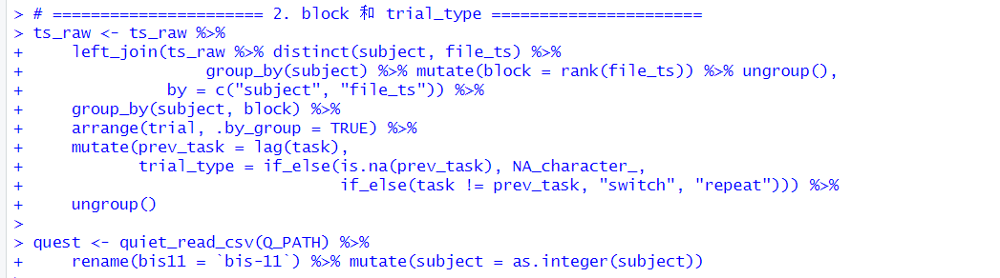 > # ====================== 2. block 和 trial_type ======================
> ts_raw <- ts_raw %>%
+     left_join(ts_raw %>% distinct(subject, file_ts) %>%
+                   group_by(subject) %>% mutate(block = rank(file_ts)) %>% ungroup(),
+               by = c("subject", "file_ts")) %>%
+     group_by(subject, block) %>%
+     arrange(trial, .by_group = TRUE) %>%
+     mutate(prev_task = lag(task),
+            trial_type = if_else(is.na(prev_task), NA_character_,
+                                 if_else(task != prev_task, "switch", "repeat"))) %>%
+     ungroup()
>
> quest <- quiet_read_csv(Q_PATH) %>%
+     rename(bis11 = `bis-11`) %>% mutate(subject = as.integer(subject))